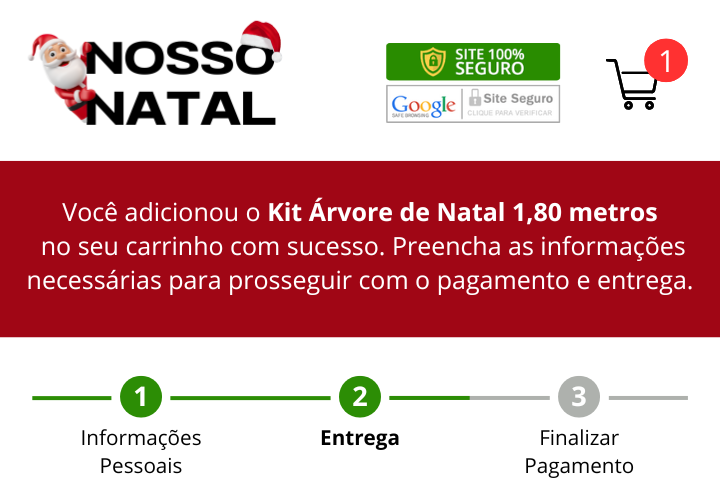 NOSSO
NATAL
SITE 100%
SEGURO
Google
SAFE BROWSING
Site Seguro
CLIQUE PARA VERIFICAR
1
Você adicionou o Kit Árvore de Natal 1,80 metros
no seu carrinho com sucesso. Preencha as informações
necessárias para prosseguir com o pagamento e entrega.
1
2
3
Informações
Pessoais
Entrega
Finalizar
Pagamento